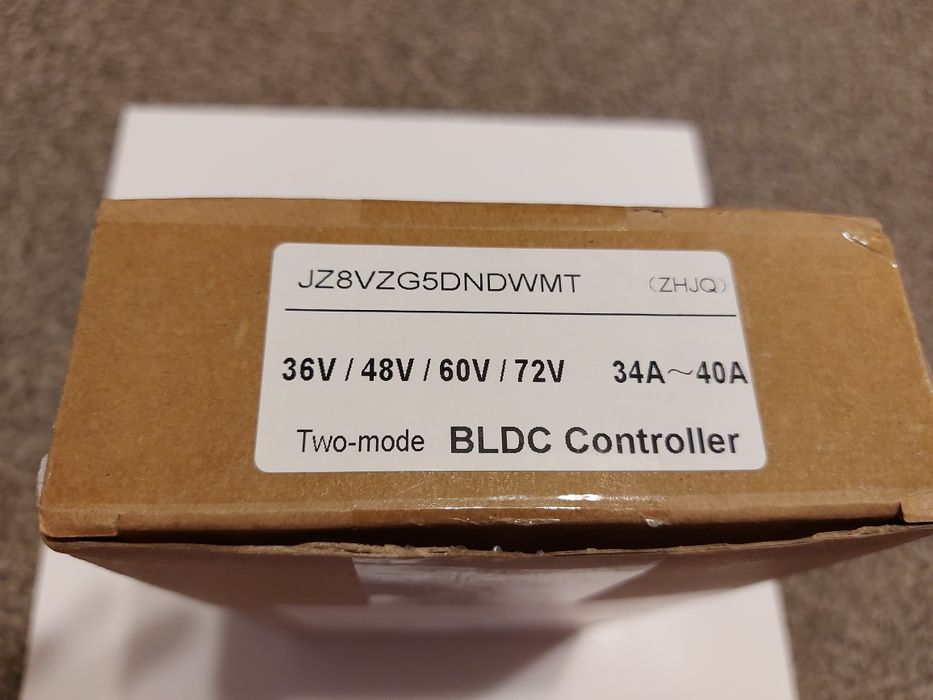 JZ8VZG5DNDWMT （ZHJQ）
36V / 48V / 60V / 72V 34A～40A
Two-mode BLDC Controller